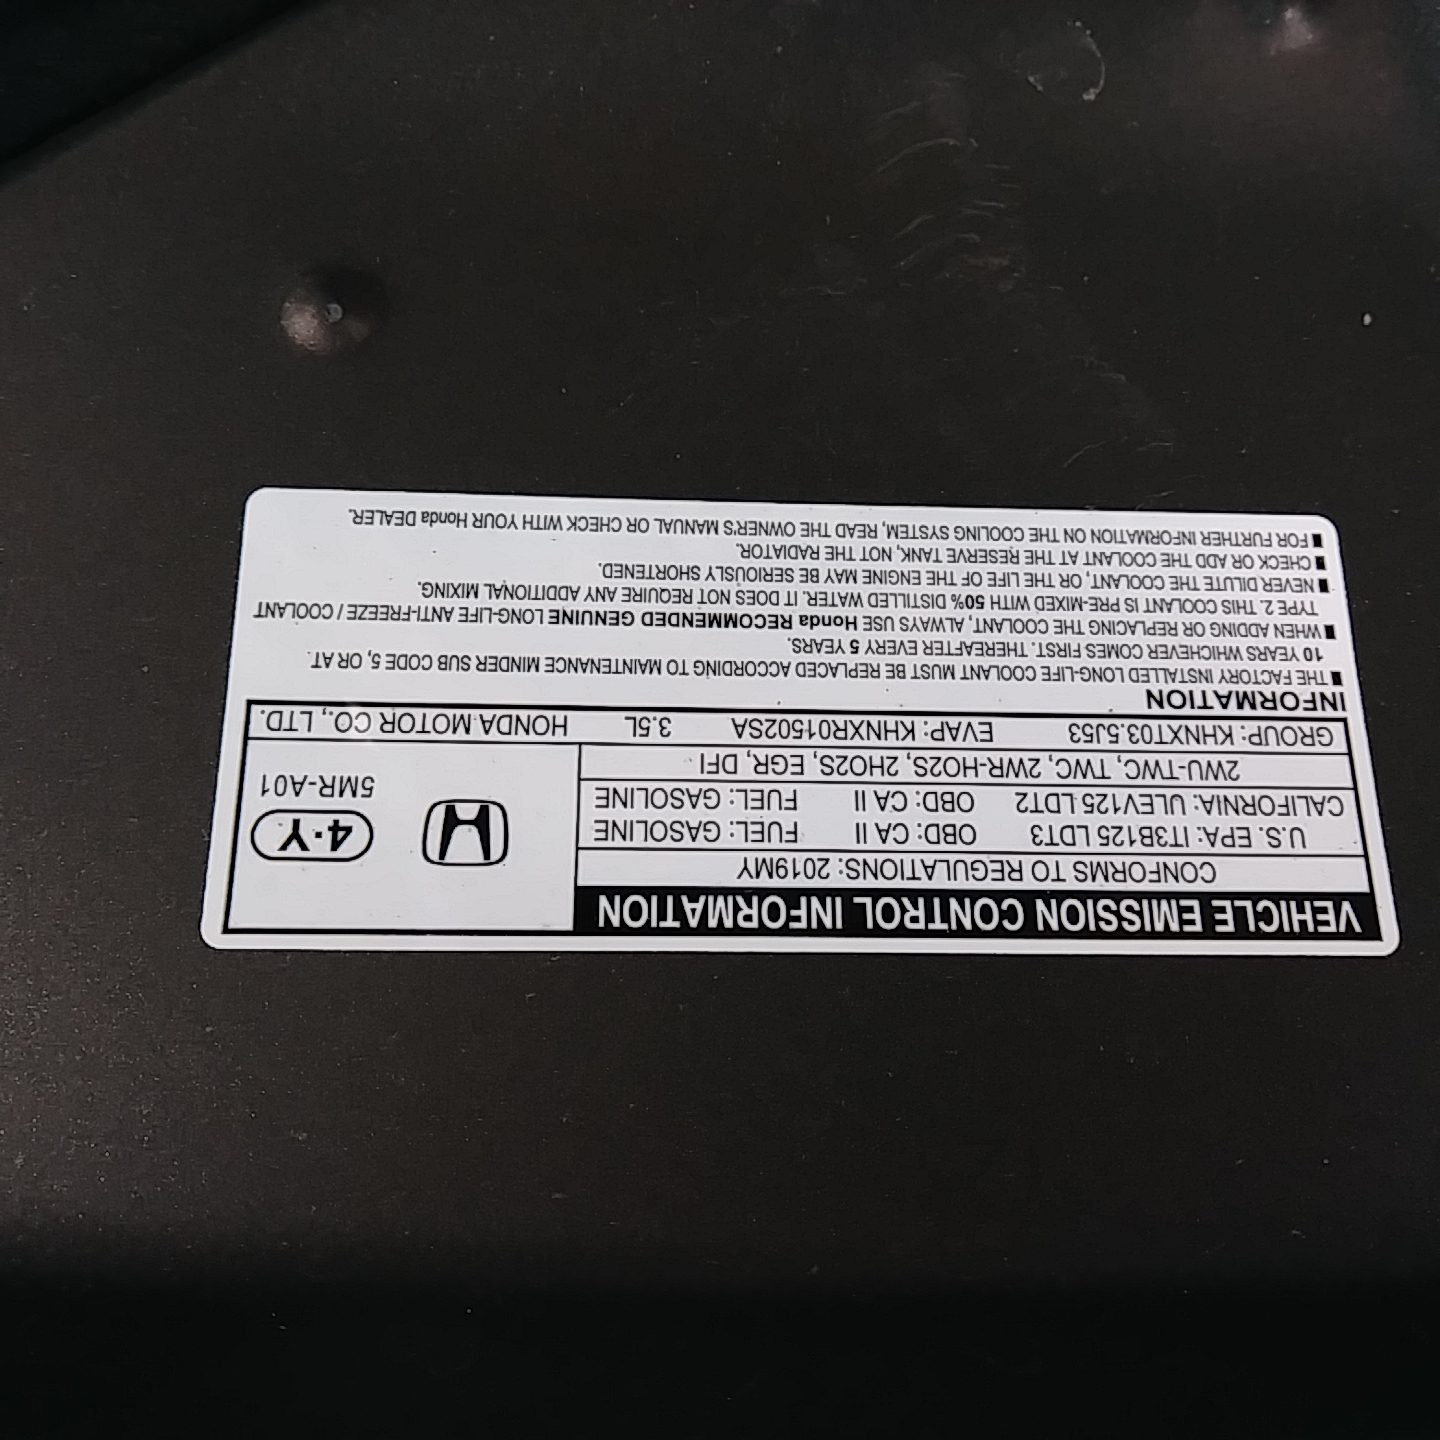 VEHICLE EMISSION CONTROL INFORMATION
CONFORMS TO REGULATIONS: 2019MY
U.S. EPA: IT3B125 LDT3 OBD: CA II FUEL: GASOLINE
CALIFORNIA: ULEV125 LDT2 OBD: CA II FUEL: GASOLINE
2WU-TWC, TWC, 2WR-HO2S, 2HO2S, EGR, DFI
4·Y
5MR-A01
GROUP: KHNXT03.5J53 EVAP: KHNXR01502SA 3.5L HONDA MOTOR CO., LTD.
INFORMATION
■ THE FACTORY INSTALLED LONG-LIFE COOLANT MUST BE REPLACED ACCORDING TO MAINTENANCE MINDER SUB CODE 5, OR AT
10 YEARS WHICHEVER COMES FIRST. THEREAFTER EVERY 5 YEARS.
■ WHEN ADDING OR REPLACING THE COOLANT, ALWAYS USE Honda RECOMMENDED GENUINE LONG-LIFE ANTI-FREEZE / COOLANT
TYPE 2. THIS COOLANT IS PRE-MIXED WITH 50% DISTILLED WATER. IT DOES NOT REQUIRE ANY ADDITIONAL MIXING.
■ NEVER DILUTE THE COOLANT, OR THE LIFE OF THE ENGINE MAY BE SERIOUSLY SHORTENED.
■ CHECK OR ADD THE COOLANT AT THE RESERVE TANK, NOT THE RADIATOR.
■ FOR FURTHER INFORMATION ON THE COOLING SYSTEM, READ THE OWNER'S MANUAL OR CHECK WITH YOUR Honda DEALER.